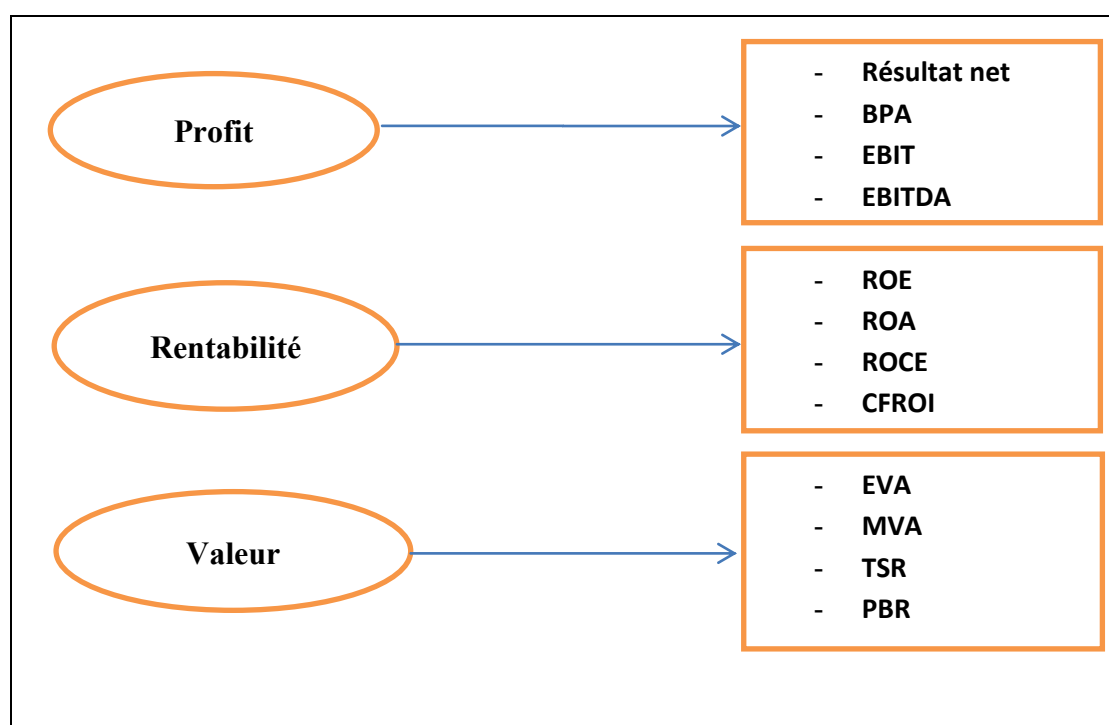 Profit
- Résultat net
- BPA
- EBIT
- EBITDA
Rentabilité
- ROE
- ROA
- ROCE
- CFROI
Valeur
- EVA
- MVA
- TSR
- PBR